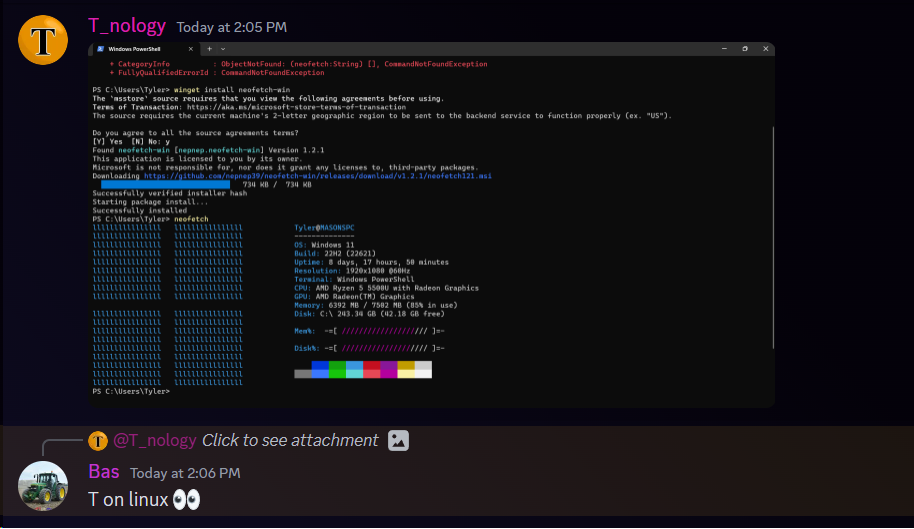 T_nology Today at 2:05 PM
Windows PowerShell
+ CategoryInfo : ObjectNotFound: (neofetch:String) [], CommandNotFoundException
+ FullyQualifiedErrorId : CommandNotFoundException
PS C:\Users\Tyler> winget install neofetch-win
The 'msstore' source requires that you view the following agreements before using.
Terms of Transaction: https://aka.ms/microsoft-store-terms-of-transaction
The source requires the current machine's 2-letter geographic region to be sent to the backend service to function properly (ex. "US").
Do you agree to all the source agreements terms?
[Y] Yes [N] No: y
Found neofetch-win [nepnep.neofetch-win] Version 1.2.1
This application is licensed to you by its owner.
Microsoft is not responsible for, nor does it grant any licenses to, third-party packages.
Downloading https://github.com/nepnep39/neofetch-win/releases/download/v1.2.1/neofetch121.msi
734 KB / 734 KB
Successfully verified installer hash
Starting package install...
Successfully installed
PS C:\Users\Tyler> neofetch
Tyler@MASONSPC
--------------
OS: Windows 11
Build: 22H2 (22621)
Uptime: 8 days, 17 hours, 50 minutes
Resolution: 1920x1080 @60Hz
Terminal: Windows PowerShell
CPU: AMD Ryzen 5 5500U with Radeon Graphics
GPU: AMD Radeon(TM) Graphics
Memory: 6392 MB / 7502 MB (85% in use)
Disk: C:\ 243.34 GB (42.18 GB free)
Mem%: -=[ //////////////////// ]=-
Disk%: -=[ //////////////////// ]=-
PS C:\Users\Tyler>
@T_nology Click to see attachment
Bas Today at 2:06 PM
T on linux 👀